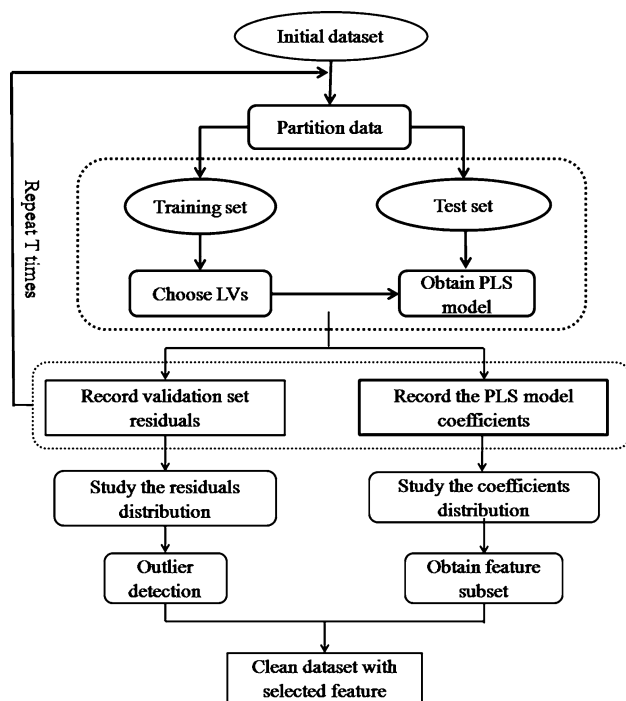 Initial dataset
Partition data
Training set
Test set
Choose LVs
Obtain PLS
model
Repeat T times
Record validation set
residuals
Record the PLS model
coefficients
Study the residuals
distribution
Study the coefficients
distribution
Outlier
detection
Obtain feature
subset
Clean dataset with
selected feature